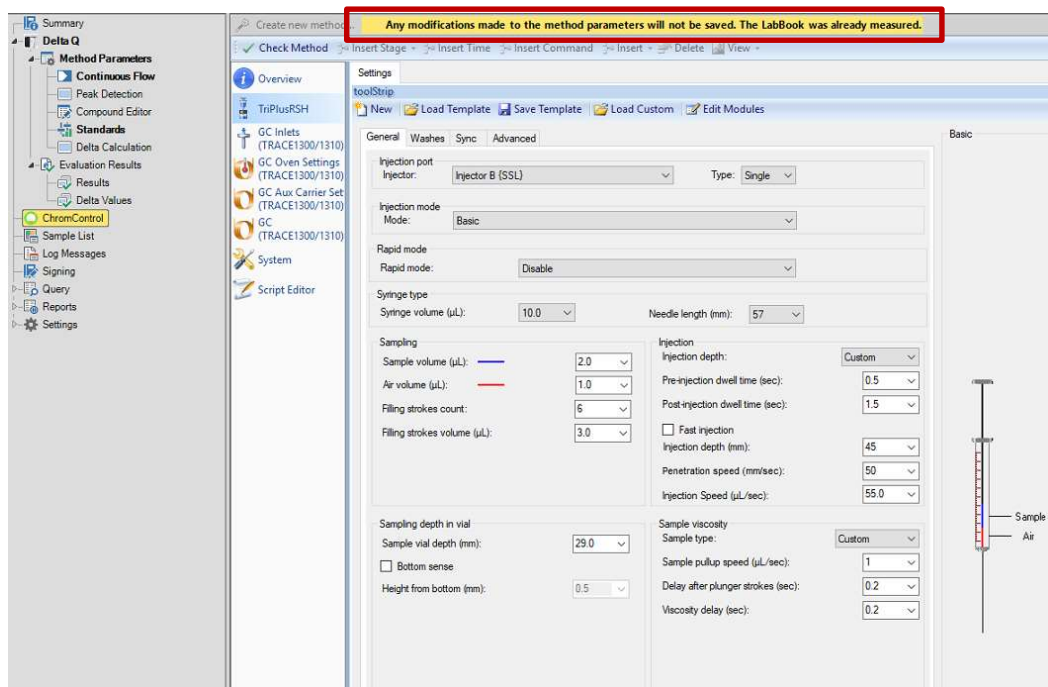 Summary
Delta Q
Method Parameters
Continuous Flow
Peak Detection
Compound Editor
Standards
Delta Calculation
Evaluation Results
Results
Delta Values
ChromControl
Sample List
Log Messages
Signing
Query
Reports
Settings
Create new method...
Any modifications made to the method parameters will not be saved. The LabBook was already measured.
Check Method Insert Stage Insert Time Insert Command Insert Delete View
Overview
TriPlusRSH
GC Inlets
(TRACE1300/1310)
GC Oven Settings
(TRACE1300/1310)
GC Aux Carrier Set
(TRACE1300/1310)
GC
(TRACE1300/1310)
System
Script Editor
Settings
toolStrip
New Load Template Save Template Load Custom Edit Modules
General Washes Sync Advanced
Injection port
Injector: Injector B {SSL} Type: Single
Injection mode
Mode: Basic
Rapid mode
Rapid mode: Disable
Syringe type
Syringe volume (µL): 10.0 Needle length (mm): 57
Sampling
Sample volume (µL): 2.0
Air volume (µL): 1.0
Filling strokes count: 6
Filling strokes volume (µL): 3.0
Injection
Injection depth: Custom
Pre-injection dwell time (sec): 0.5
Post-injection dwell time (sec): 1.5
Fast injection
Injection depth (mm): 45
Penetration speed (mm/sec): 50
Injection Speed (µL/sec): 55.0
Sampling depth in vial
Sample vial depth (mm): 29.0
Bottom sense
Height from bottom (mm): 0.5
Sample viscosity
Sample type: Custom
Sample pullup speed (µL/sec): 1
Delay after plunger strokes (sec): 0.2
Viscosity delay (sec): 0.2
Basic
Sample
Air